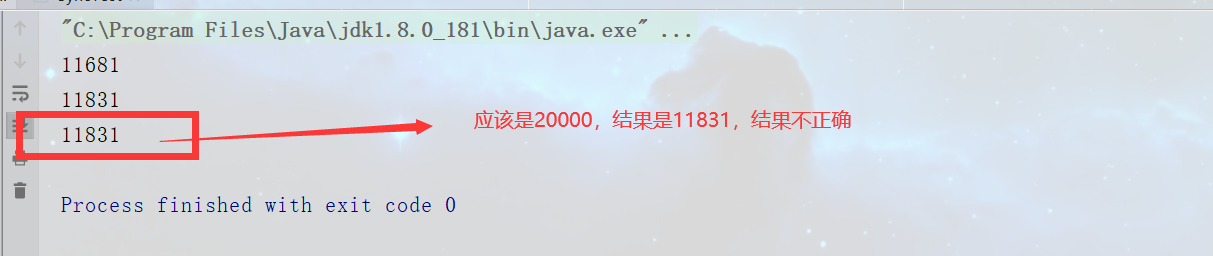 "C:\Program Files\Java\jdk1.8.0_181\bin\java.exe" ...
11681
11831
11831
应该是20000，结果是11831，结果不正确
Process finished with exit code 0